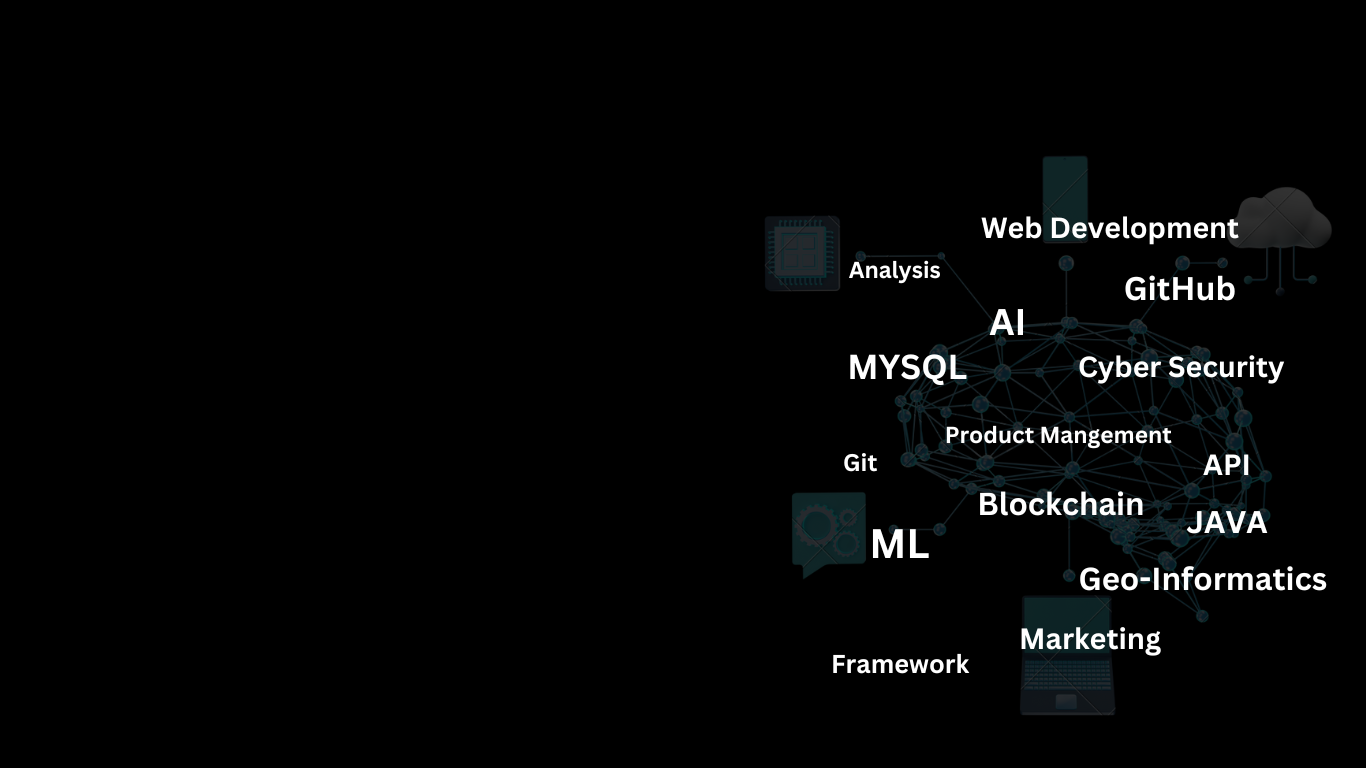 Web Development
Analysis
GitHub
AI
MYSQL
Cyber Security
Product Mangement
Git
API
Blockchain
JAVA
ML
Geo-Informatics
Marketing
Framework